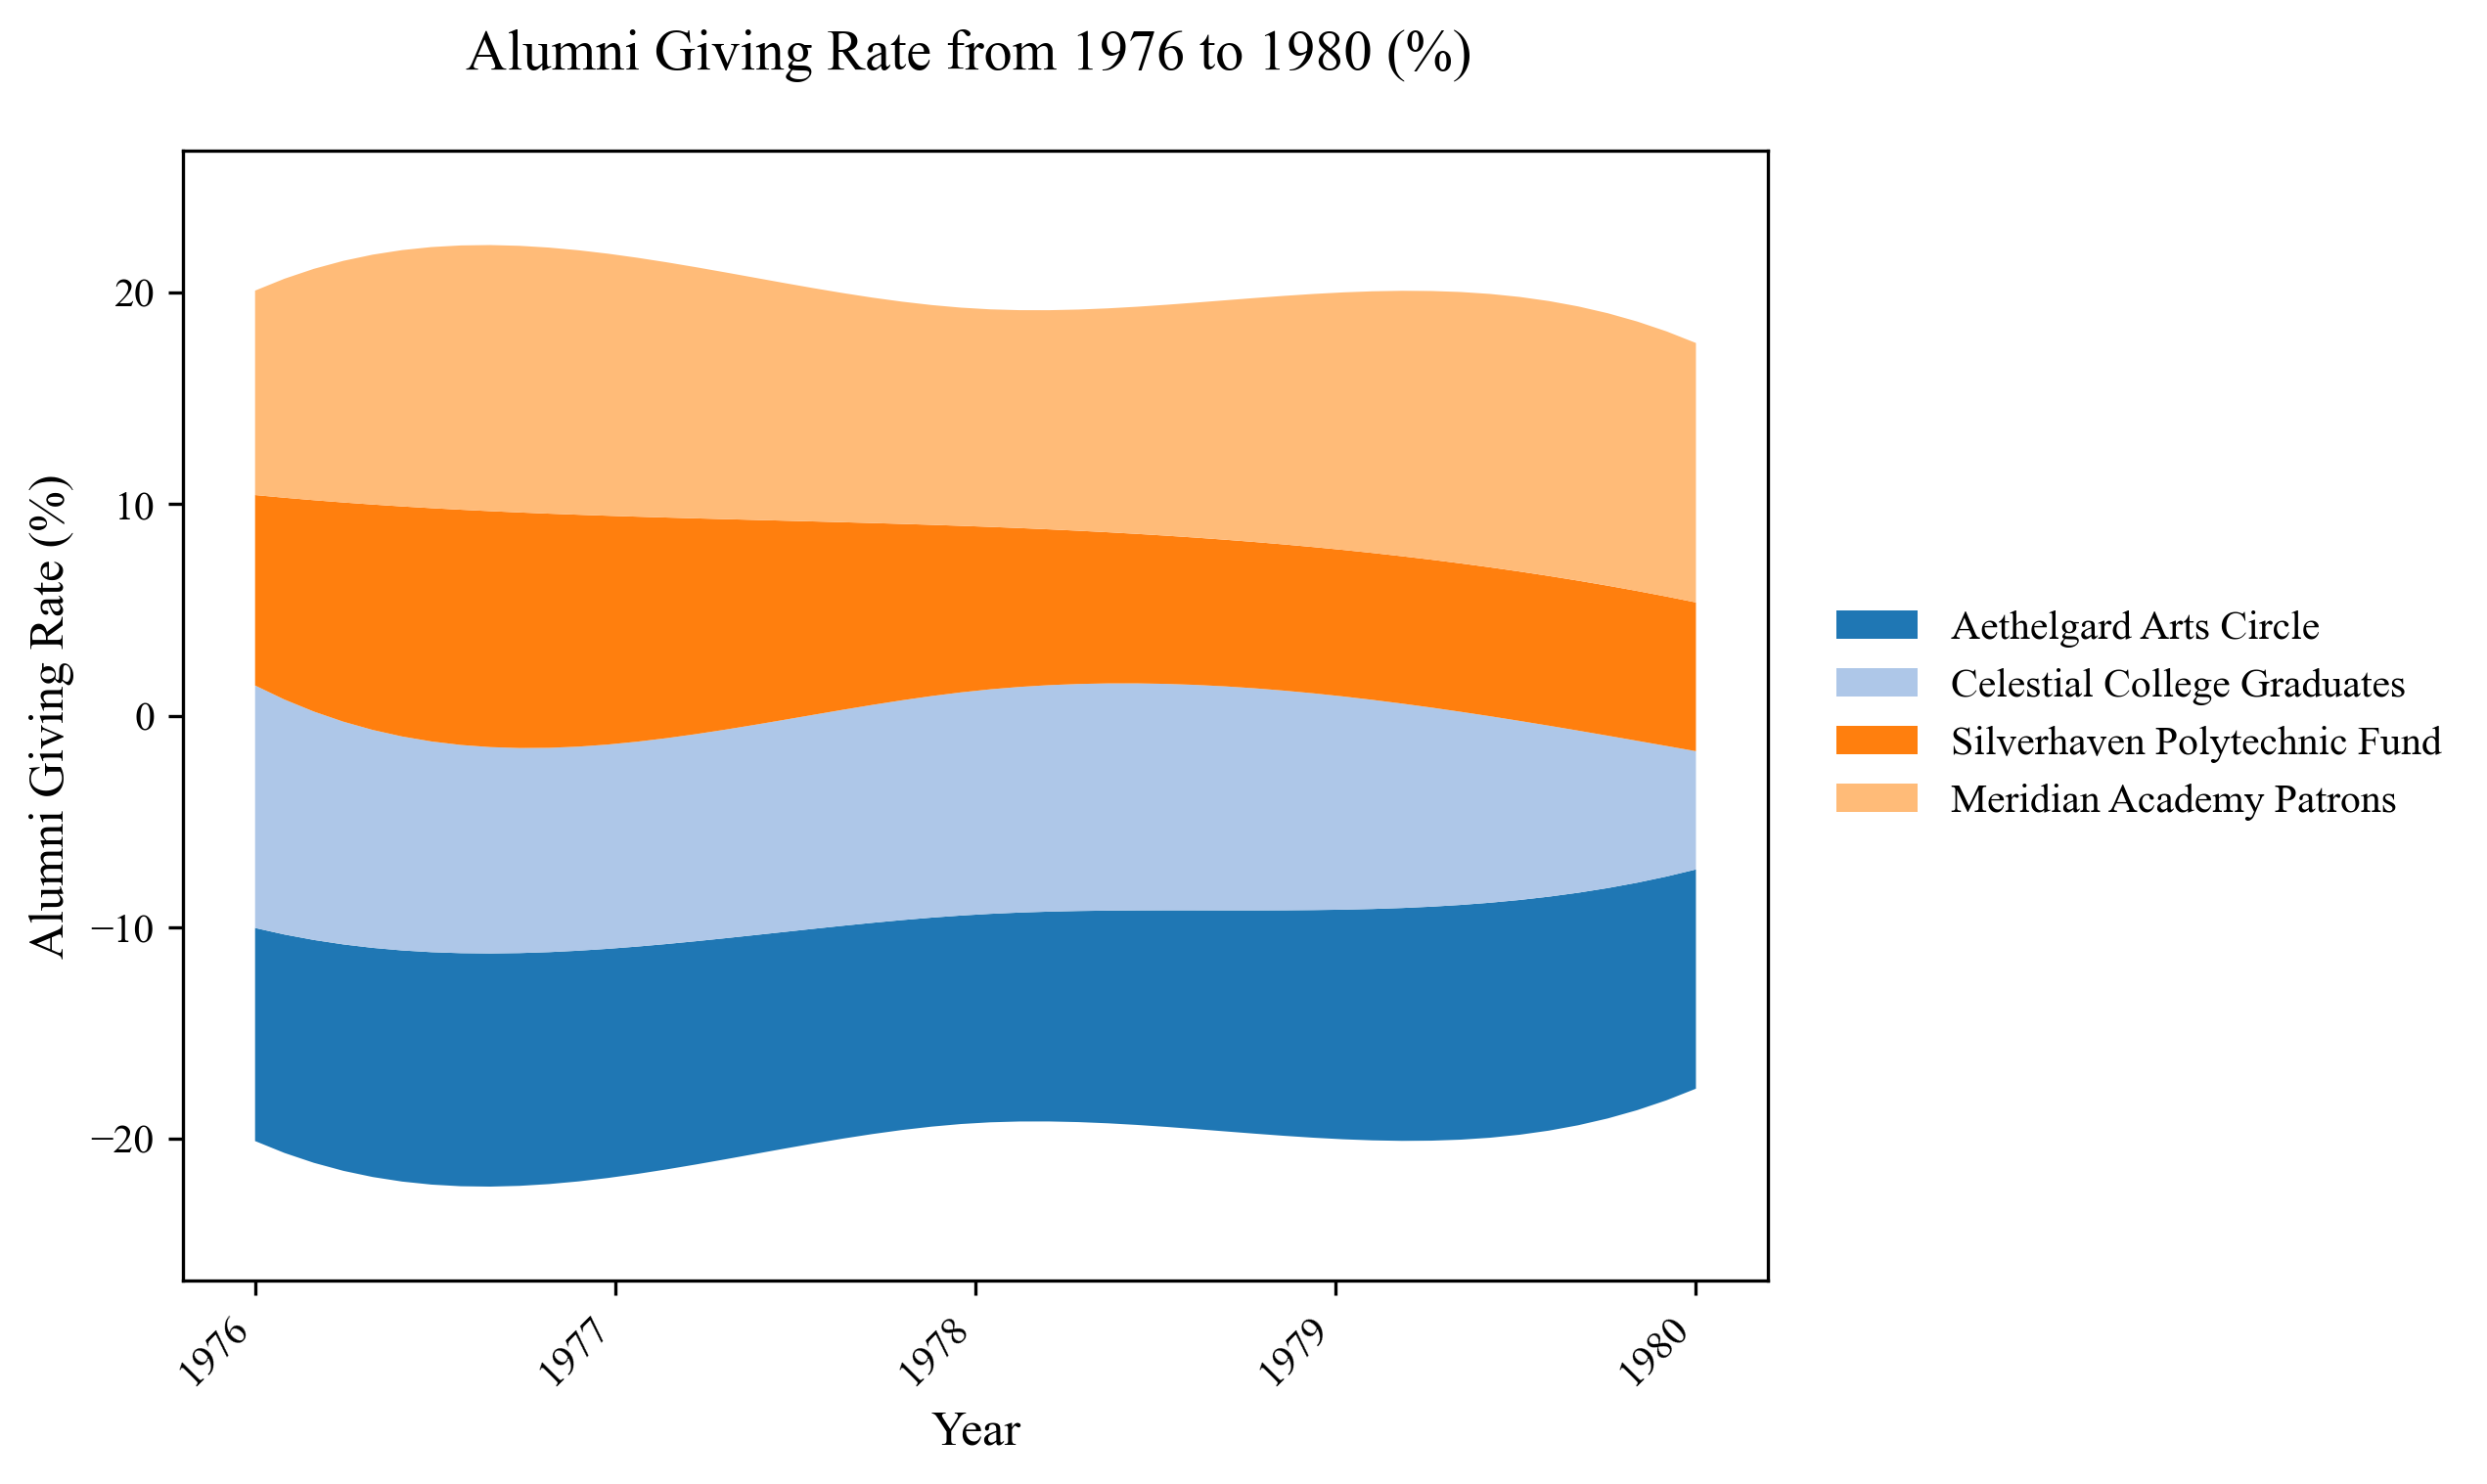 Alumni Giving Rate from 1976 to 1980 (%)
Alumni Giving Rate (%)
20
10
0
−10
−20
1976
1977
1978
1979
1980
Year
Aethelgard Arts Circle
Celestial College Graduates
Silverhaven Polytechnic Fund
Meridian Academy Patrons